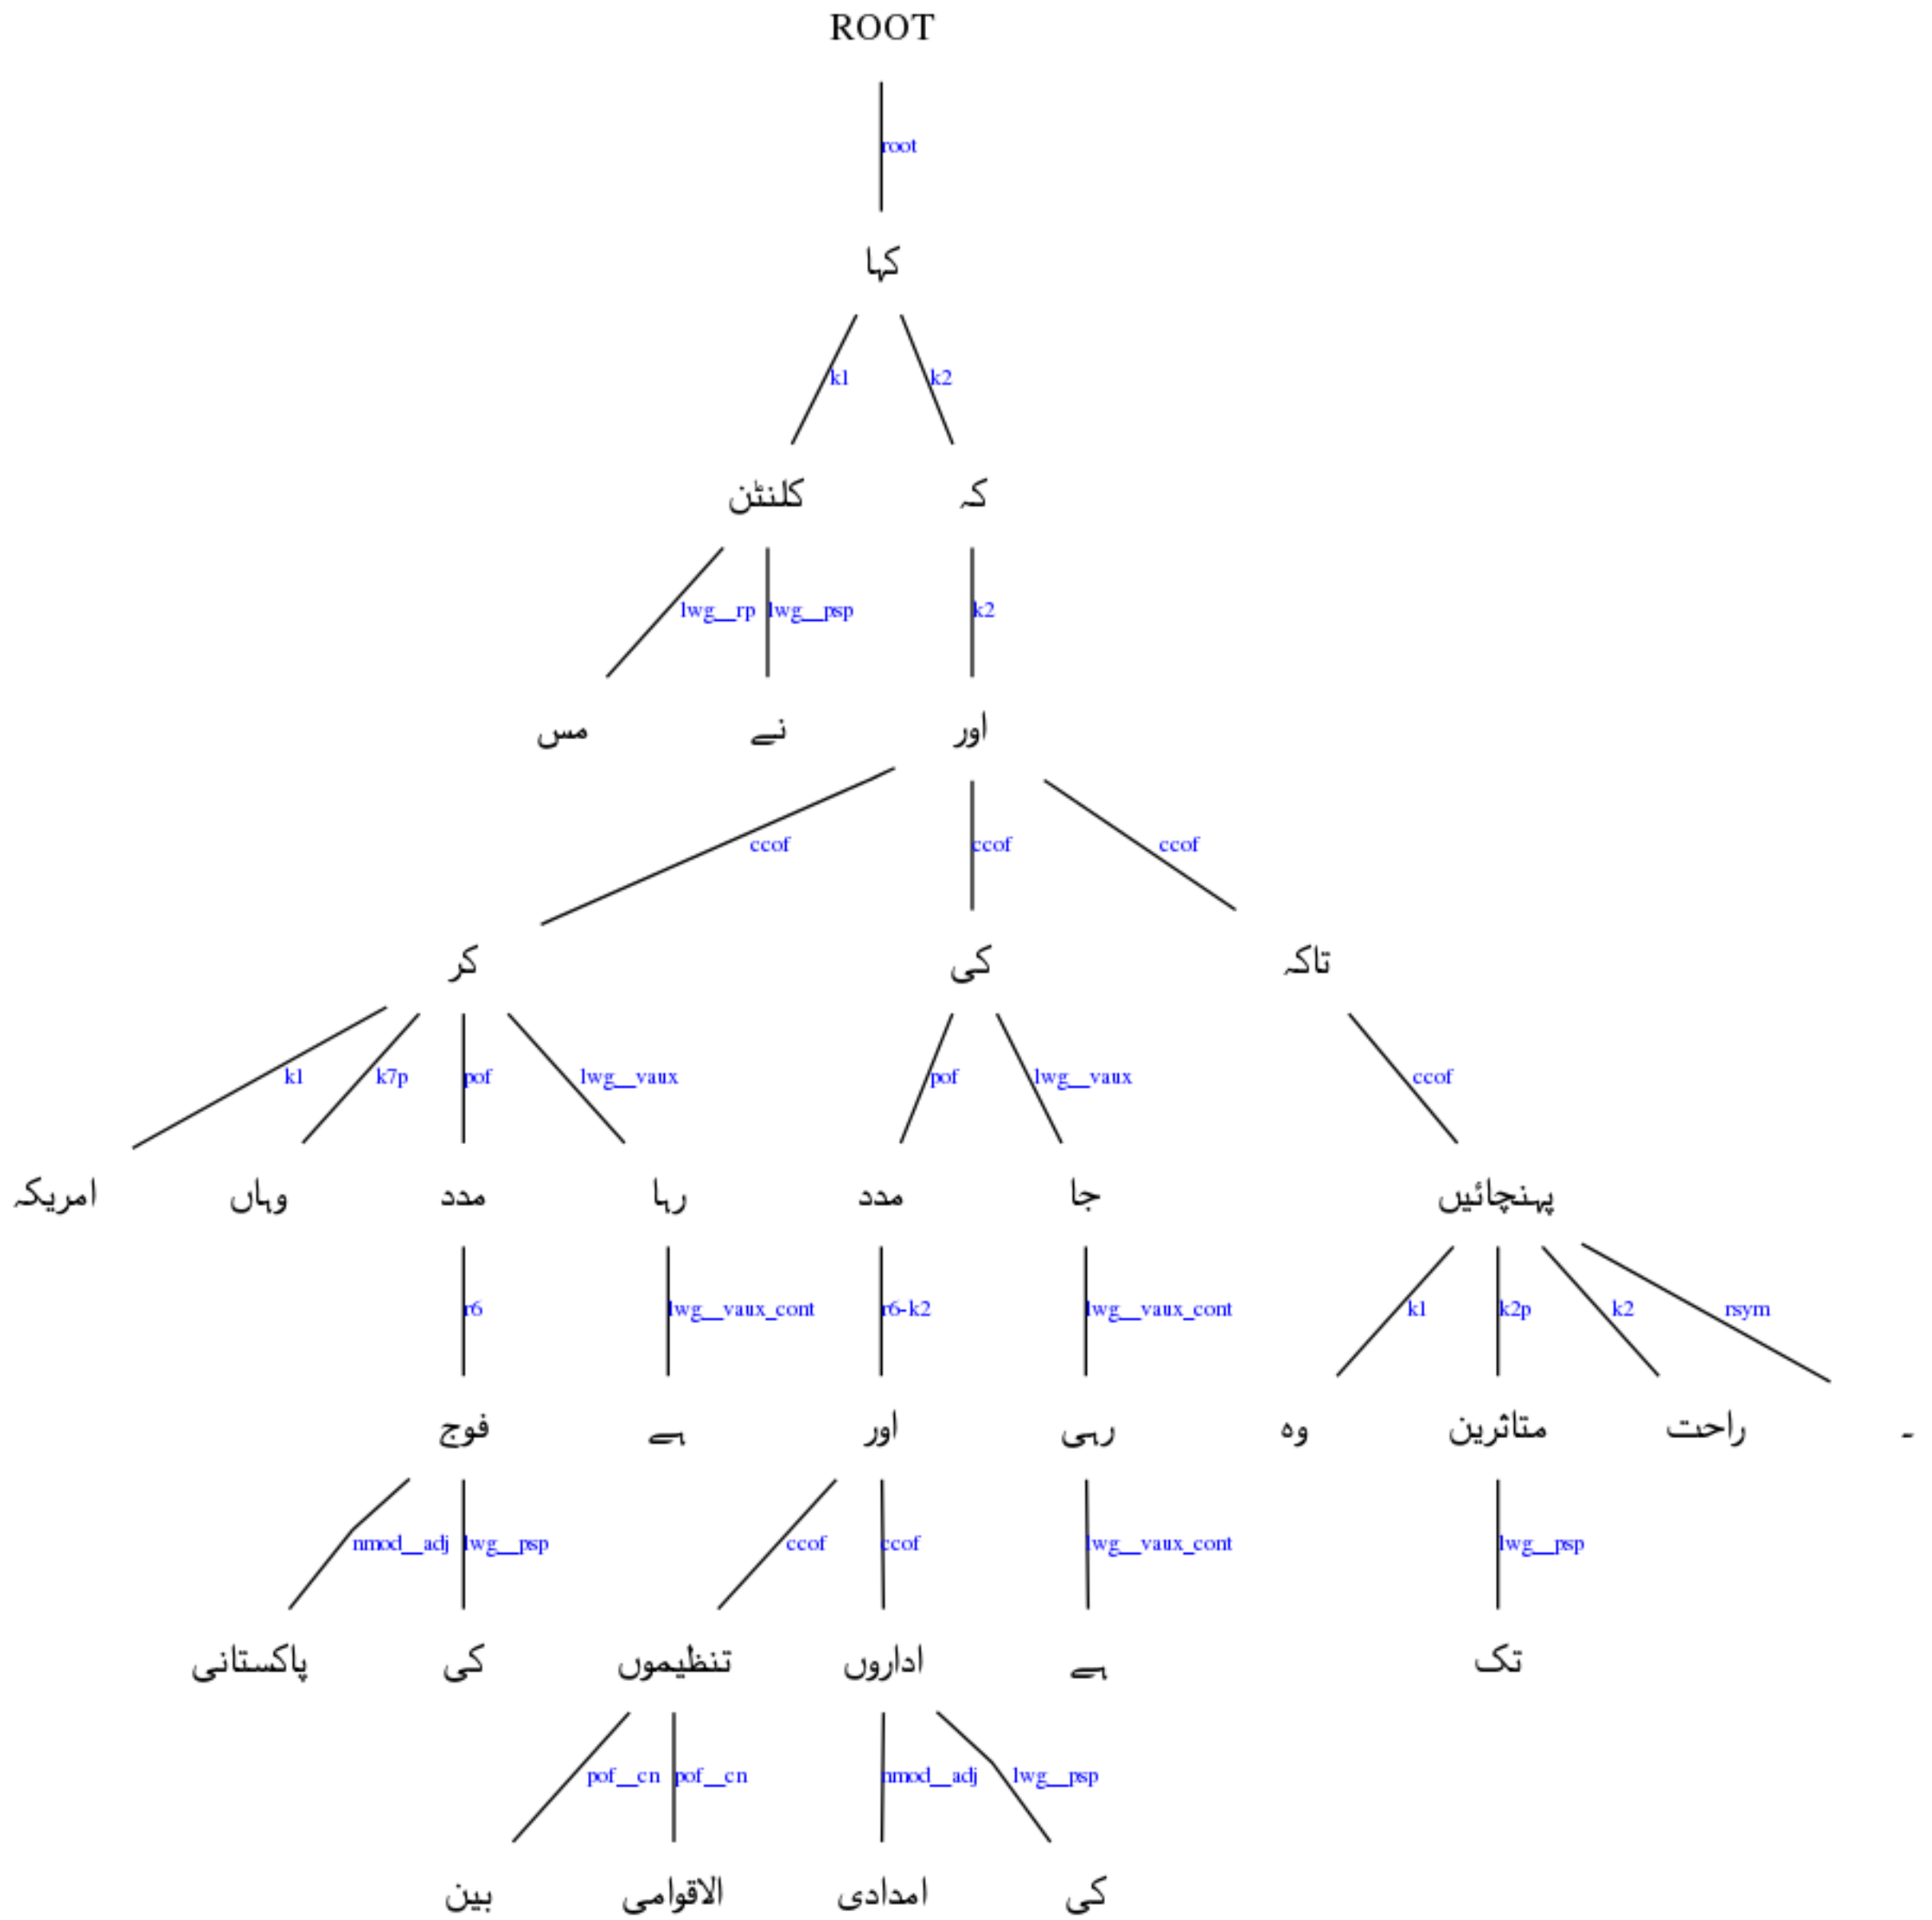 ROOT
root
کہا
k1 k2
کلنٹن کہ
lwg__rp lwg__psp k2
مس نے اور
ccof ccof ccof
کر کی تاکہ
k1 k7p pof lwg__vaux pof lwg__vaux ccof
امریکہ وہاں مدد رہا مدد جا پہنچائیں
r6 lwg__vaux_cont r6-k2 lwg__vaux_cont k1 k2p k2 rsym
فوج ہے اور رہی وہ متاثرین راحت ۔
nmod__adj lwg__psp ccof ccof lwg__vaux_cont lwg__psp
پاکستانی کی تنظیموں اداروں ہے تک
pof__cn pof__cn nmod__adj lwg__psp
بین الاقوامی امدادی کی